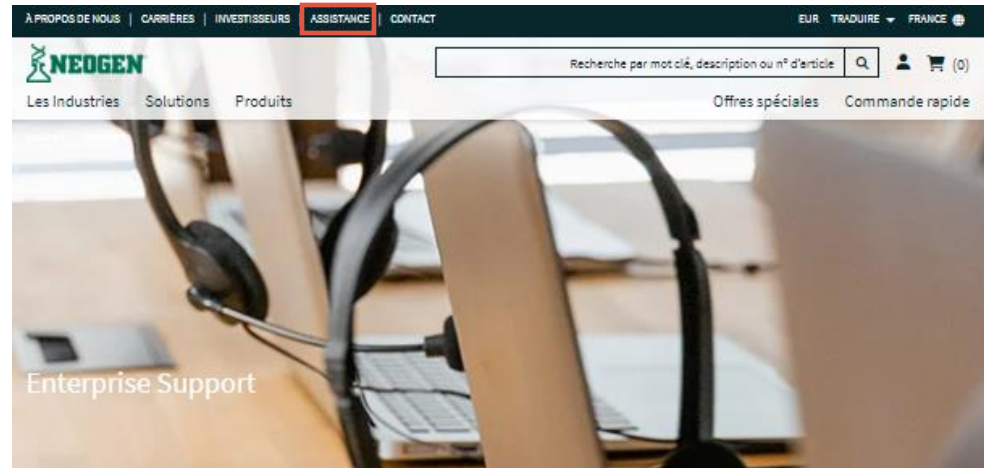 À PROPOS DE NOUS | CARRIÈRES | INVESTISSEURS | ASSISTANCE | CONTACT EUR TRADUIRE FRANCE
NEOGEN Recherche par mot clé, description ou n° d'article (0)
Les Industries Solutions Produits Offres spéciales Commande rapide
Enterprise Support